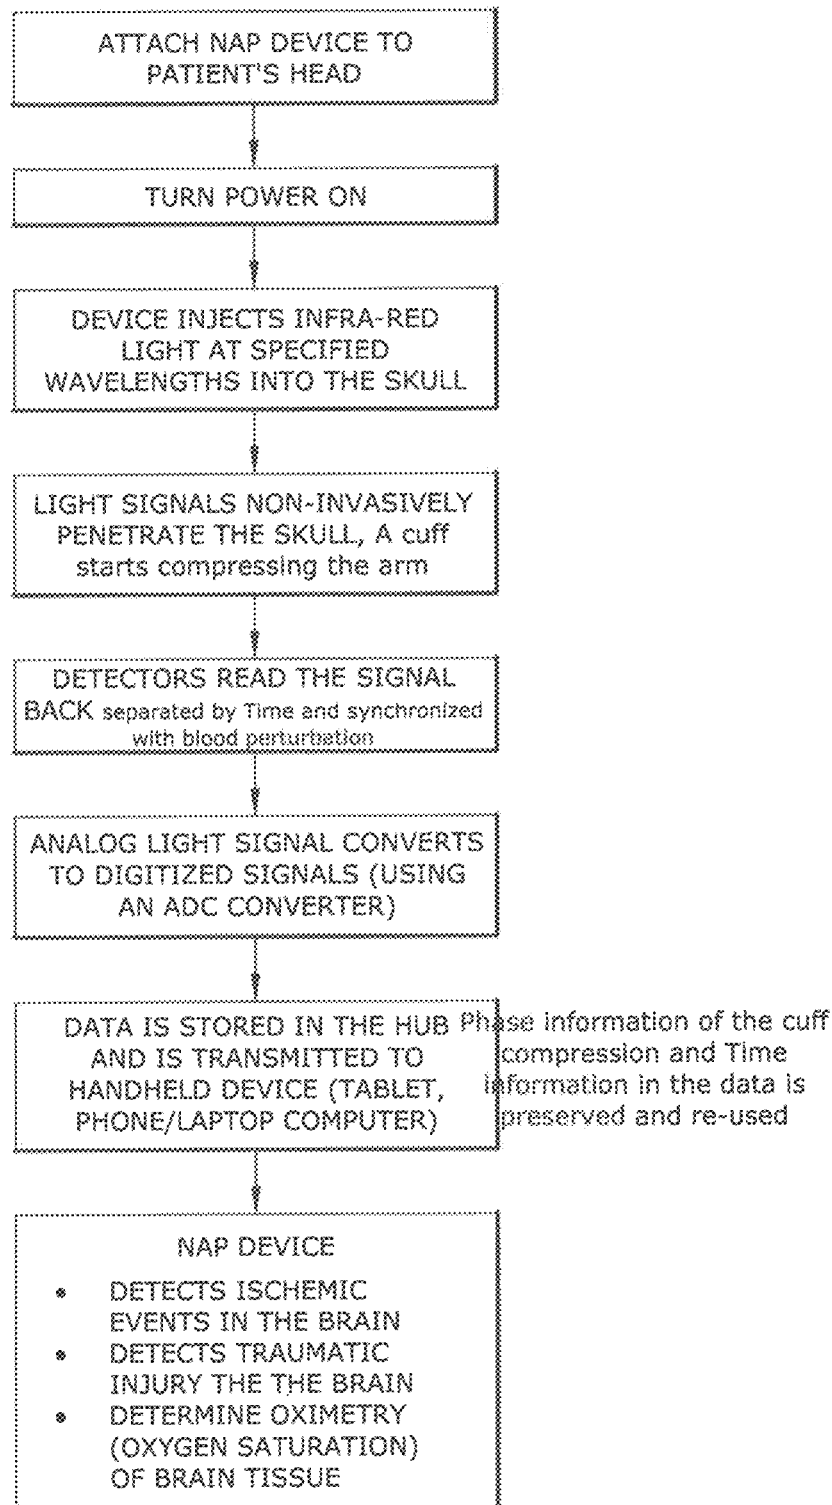 ATTACH NAP DEVICE TO
PATIENT'S HEAD
TURN POWER ON
DEVICE INJECTS INFRA-RED
LIGHT AT SPECIFIED
WAVELENGTHS INTO THE SKULL
LIGHT SIGNALS NON-INVASIVELY
PENETRATE THE SKULL, A cuff
starts compressing the arm
DETECTORS READ THE SIGNAL
BACK separated by Time and synchronized
with blood perturbation
ANALOG LIGHT SIGNAL CONVERTS
TO DIGITIZED SIGNALS (USING
AN ADC CONVERTER)
DATA IS STORED IN THE HUB
AND IS TRANSMITTED TO
HANDHELD DEVICE (TABLET,
PHONE/LAPTOP COMPUTER)
Phase information of the cuff
compression and Time
information in the data is
preserved and re-used
NAP DEVICE
• DETECTS ISCHEMIC
EVENTS IN THE BRAIN
• DETECTS TRAUMATIC
INJURY THE THE BRAIN
• DETERMINE OXIMETRY
(OXYGEN SATURATION)
OF BRAIN TISSUE